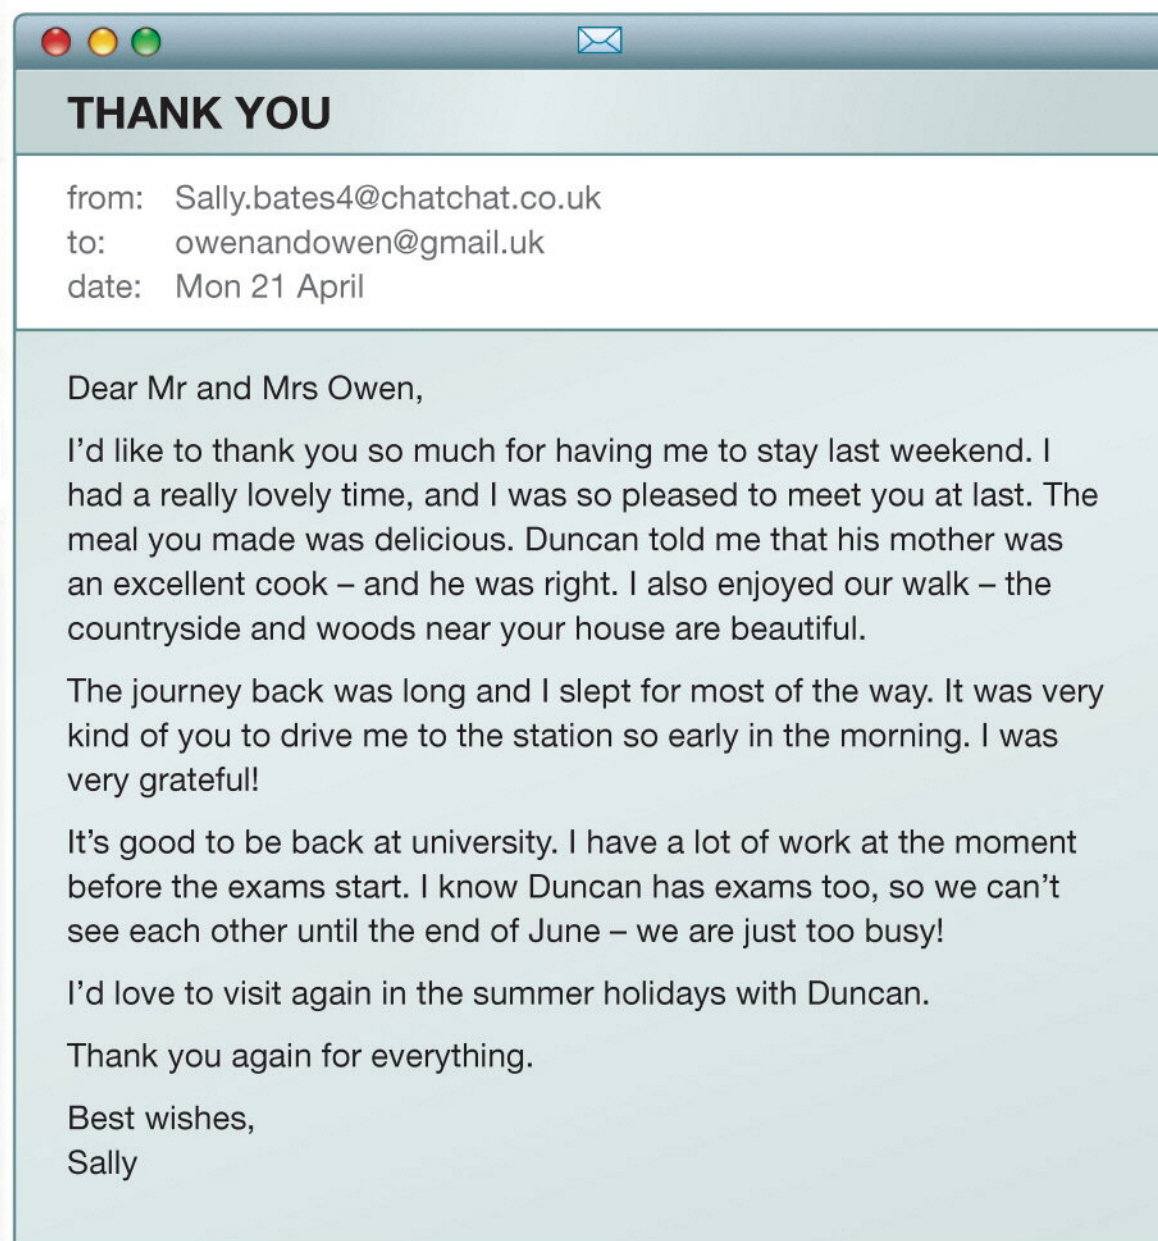 THANK YOU
from: Sally.bates4@chatchat.co.uk
to: owenandowen@gmail.uk
date: Mon 21 April
Dear Mr and Mrs Owen,
I’d like to thank you so much for having me to stay last weekend. I
had a really lovely time, and I was so pleased to meet you at last. The
meal you made was delicious. Duncan told me that his mother was
an excellent cook – and he was right. I also enjoyed our walk – the
countryside and woods near your house are beautiful.
The journey back was long and I slept for most of the way. It was very
kind of you to drive me to the station so early in the morning. I was
very grateful!
It’s good to be back at university. I have a lot of work at the moment
before the exams start. I know Duncan has exams too, so we can’t
see each other until the end of June – we are just too busy!
I’d love to visit again in the summer holidays with Duncan.
Thank you again for everything.
Best wishes,
Sally